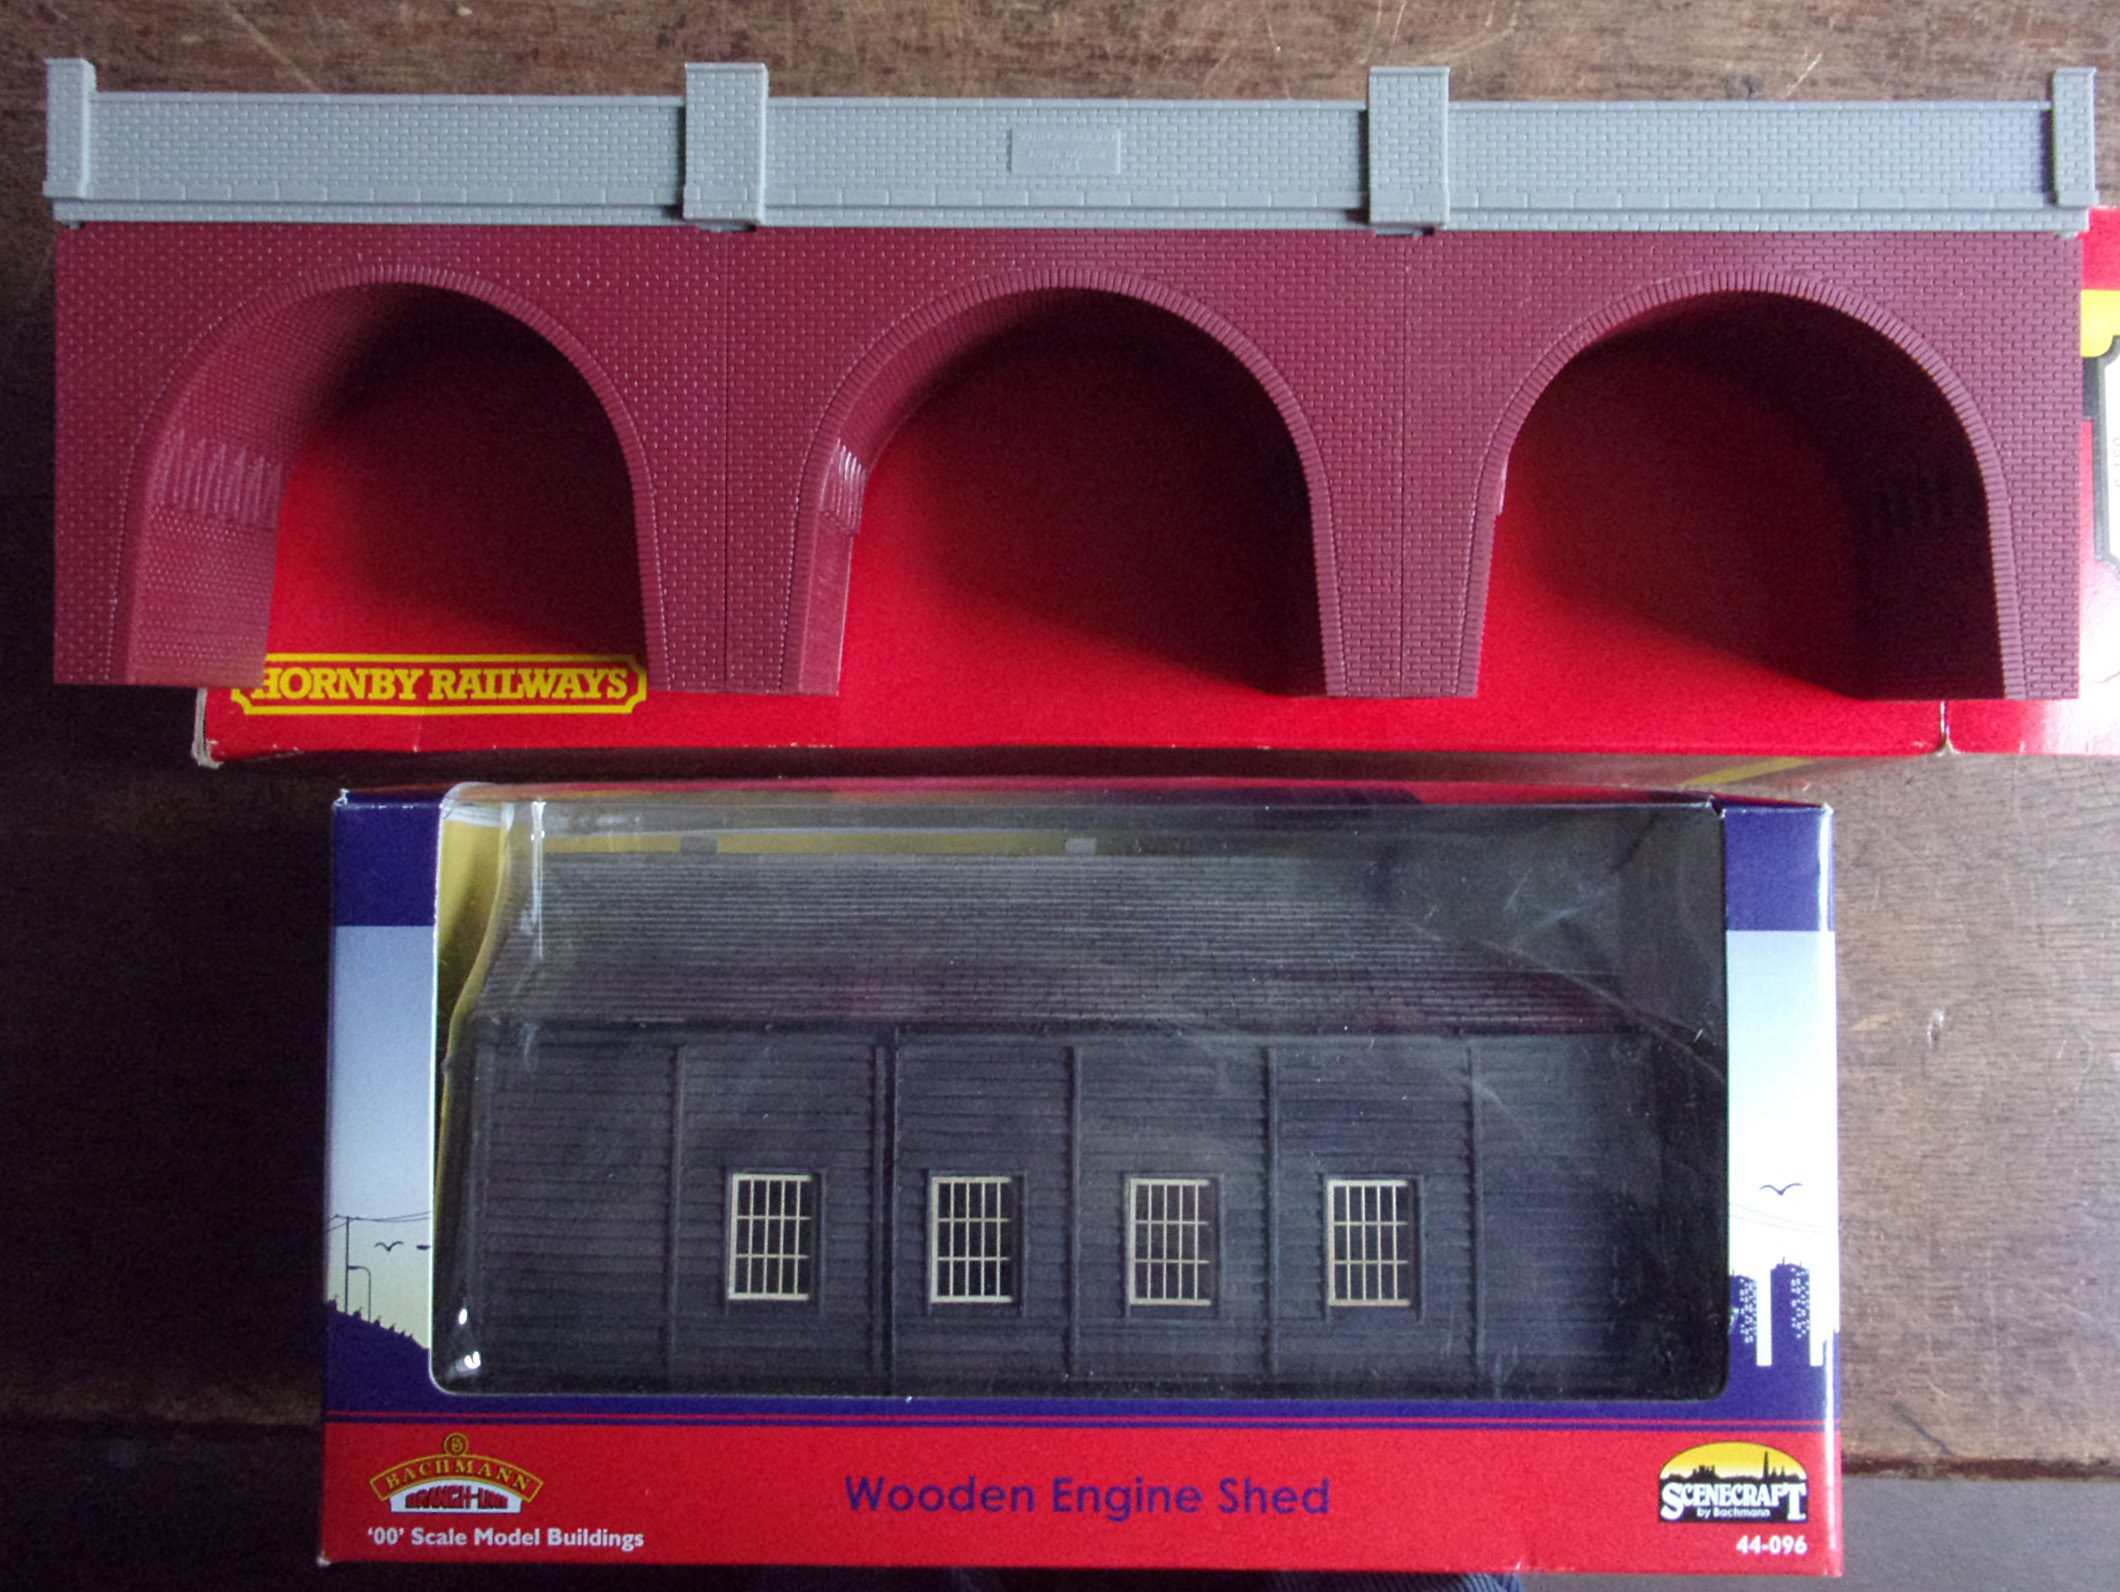 HORNBY RAILWAYS
BACHMANN
BRANCH-LINE
'00' Scale Model Buildings
Wooden Engine Shed
SCENECRAFT
by Bachmann
44-096